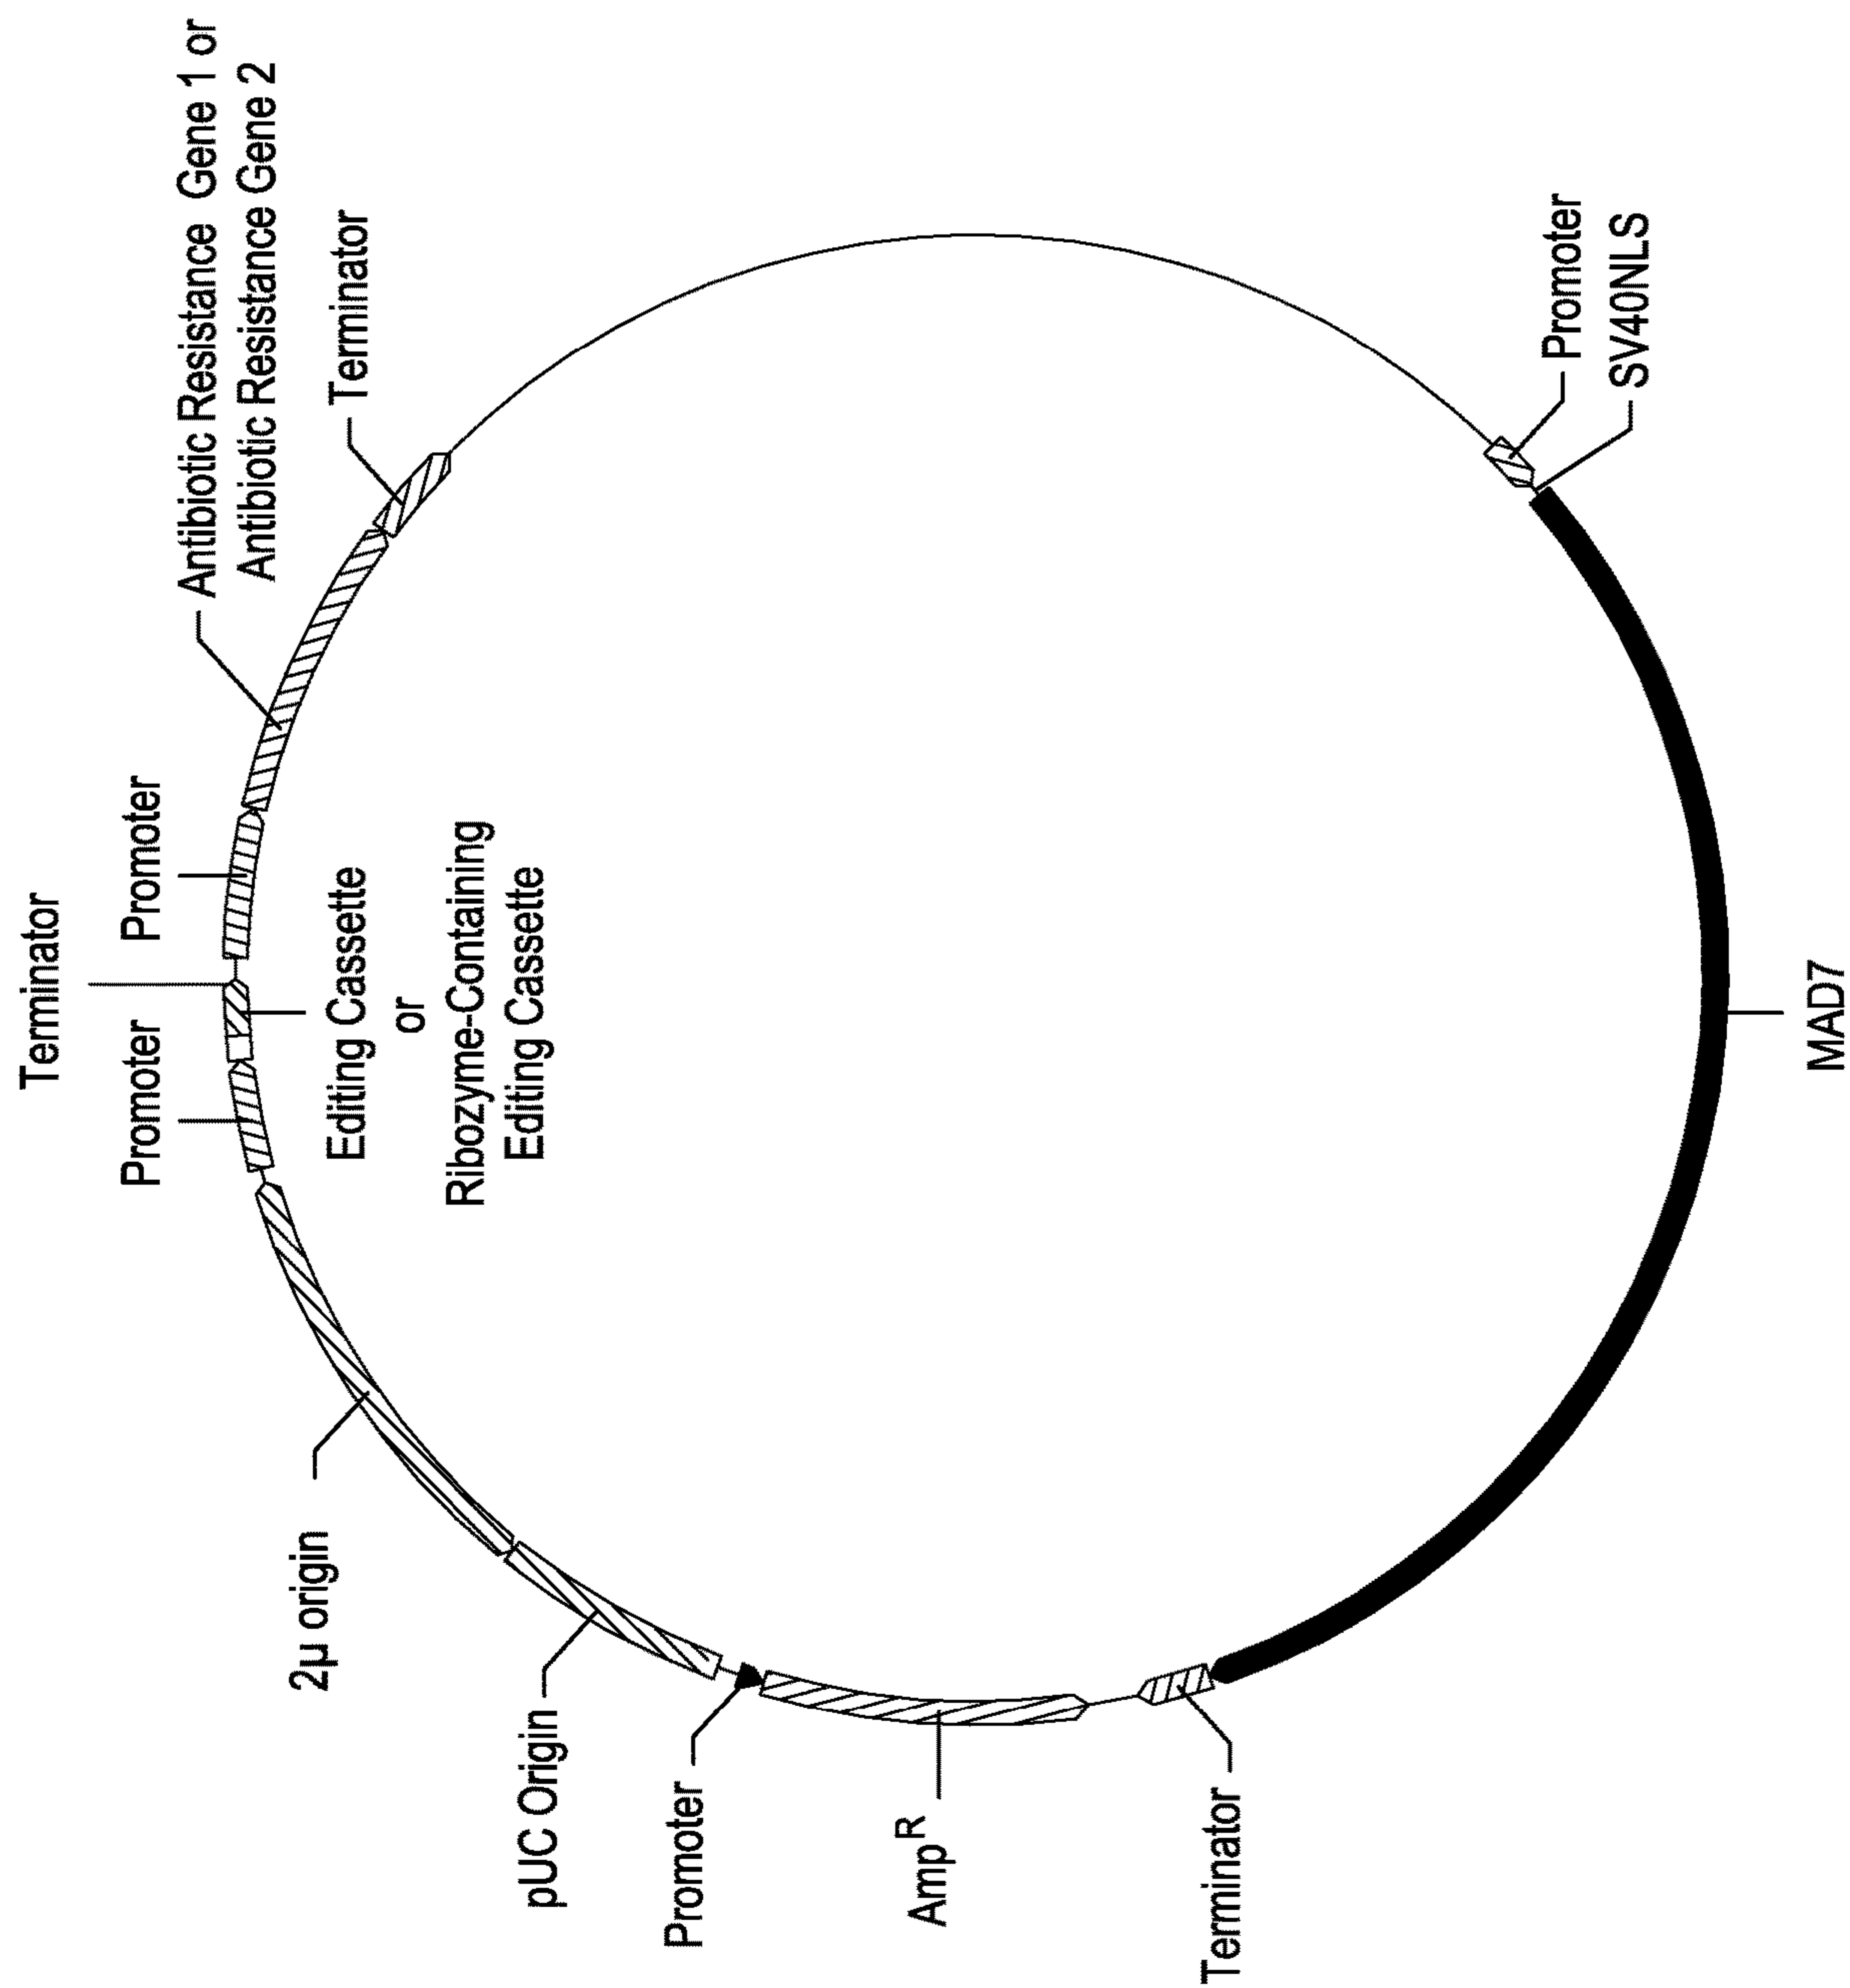 Terminator
Promoter
Promoter
Antibiotic Resistance Gene 1 or
Antibiotic Resistance Gene 2
Terminator
Editing Cassette
or
Ribozyme-Containing
Editing Cassette
2µ origin
pUC Origin
Promoter
Amp^R
Terminator
MAD7
Promoter
SV40NLS